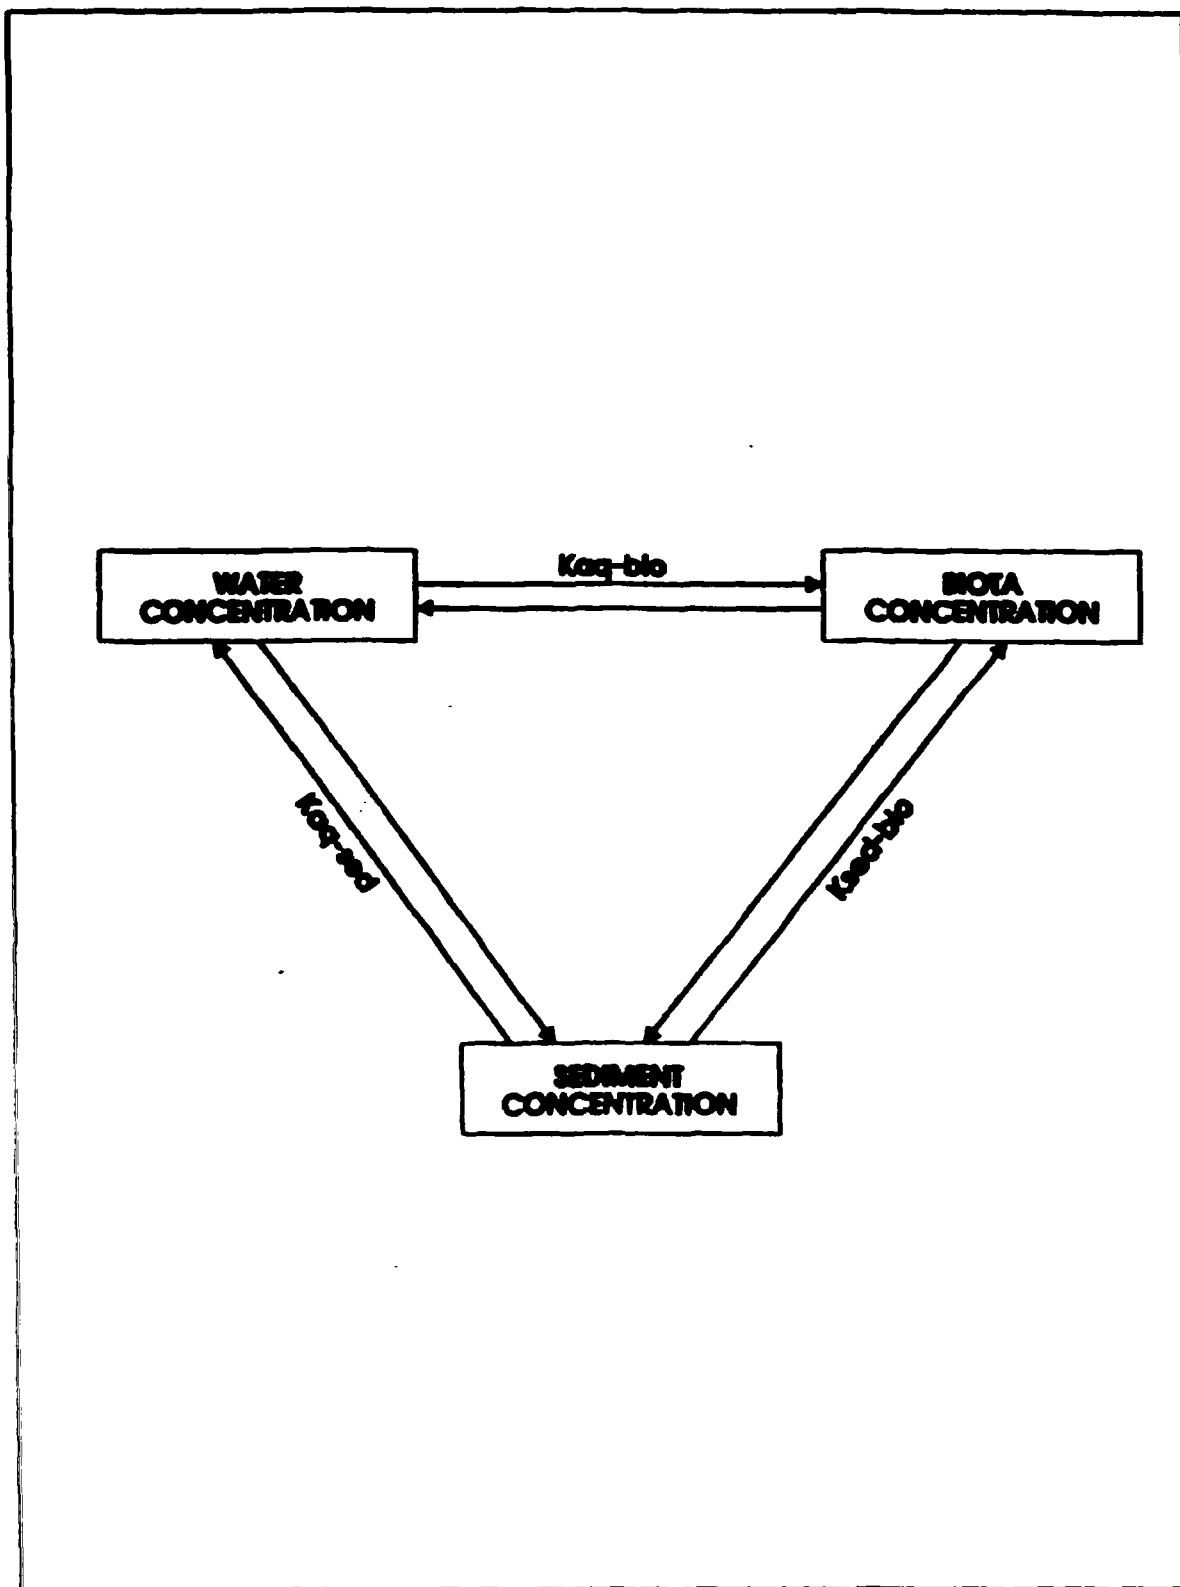 Kaq-bio
WATER
CONCENTRATION
BIOTA
CONCENTRATION
Kaq-sed
Ksed-bio
SEDIMENT
CONCENTRATION